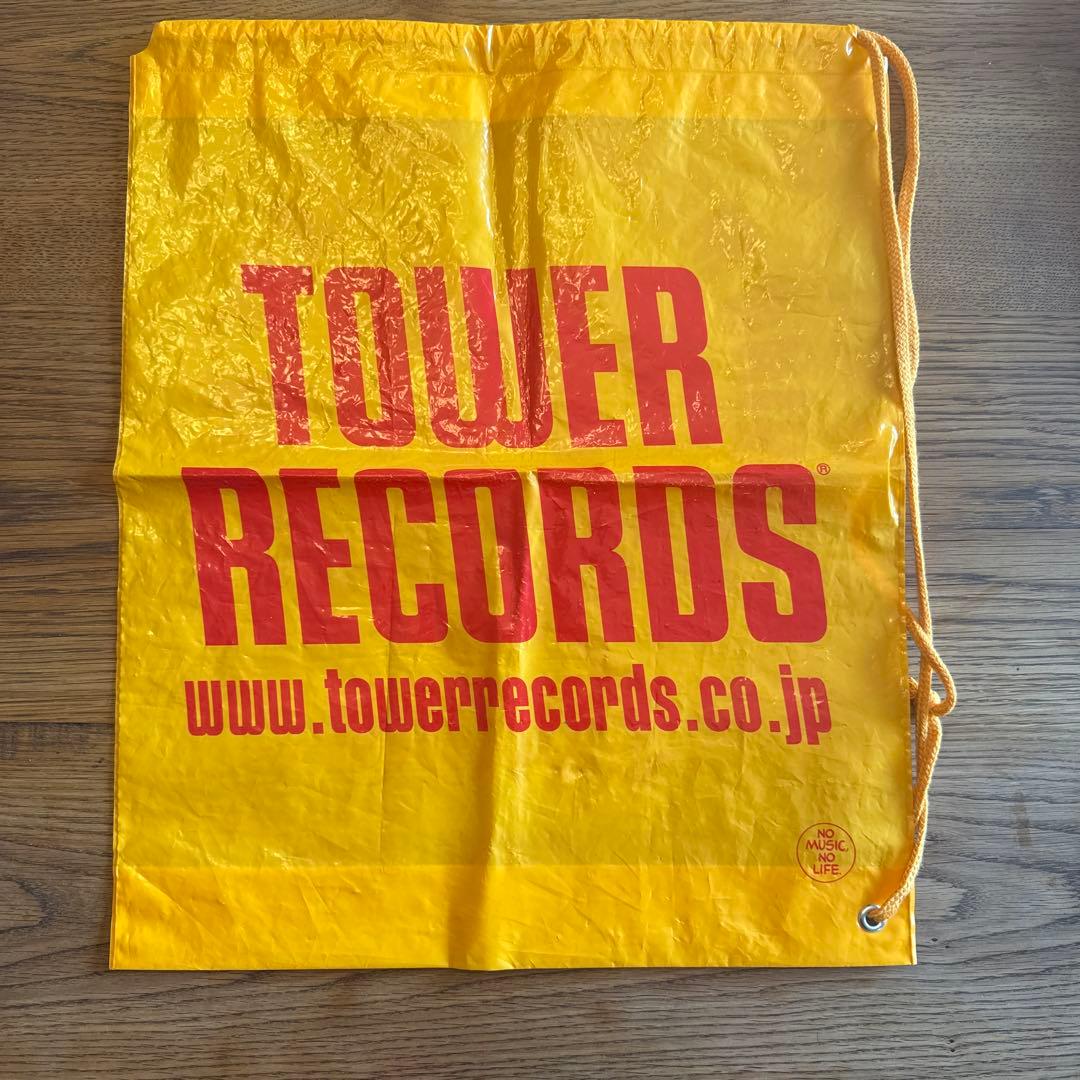 TOWER
RECORDS®
www.towerrecords.co.jp
NO
MUSIC,
NO
LIFE.